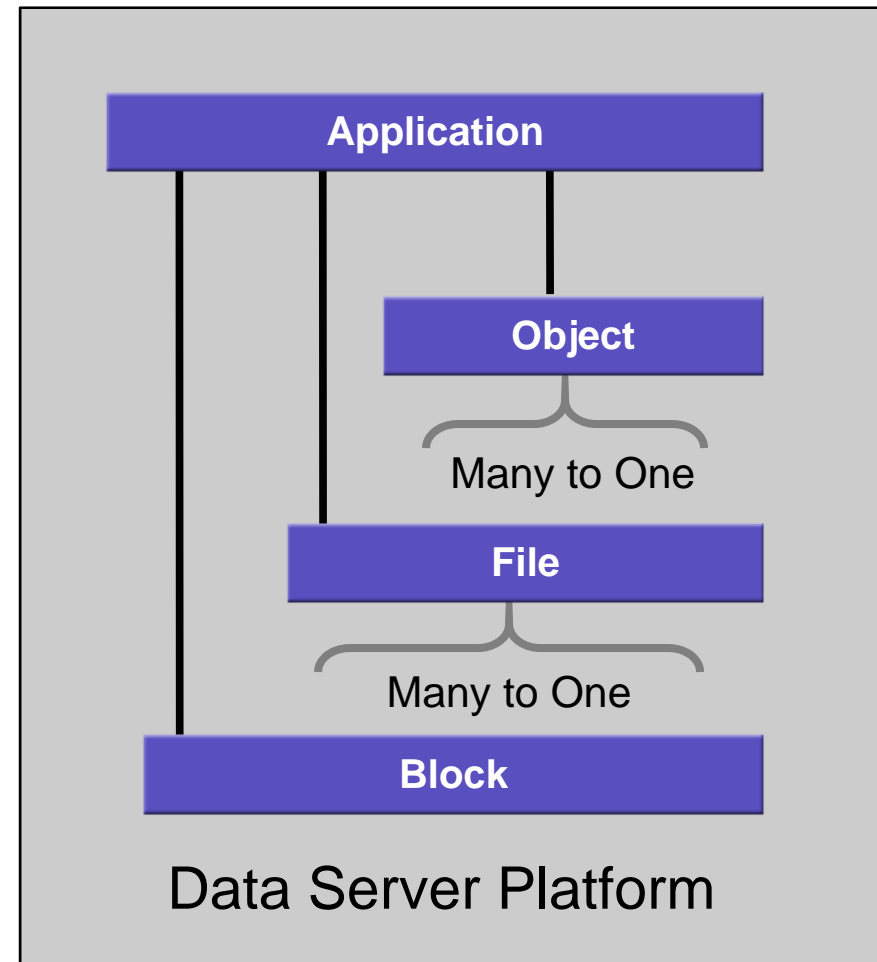 Application
Object
Many to One
File
Many to One
Block
Data Server Platform